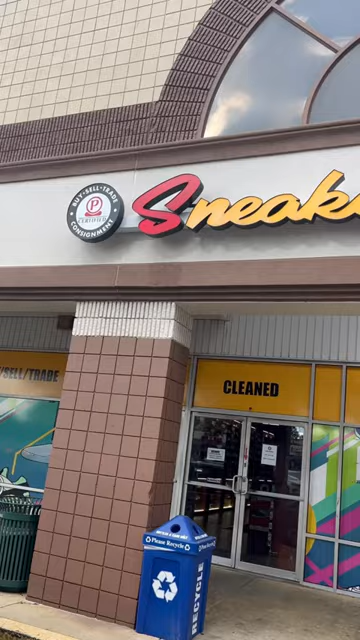 BUY-SELL-TRADE
P
CERTIFIED
CONSIGNMENT
Sneak
/SELL/TRADE
CLEANED
Please Recycle
RECYCLE